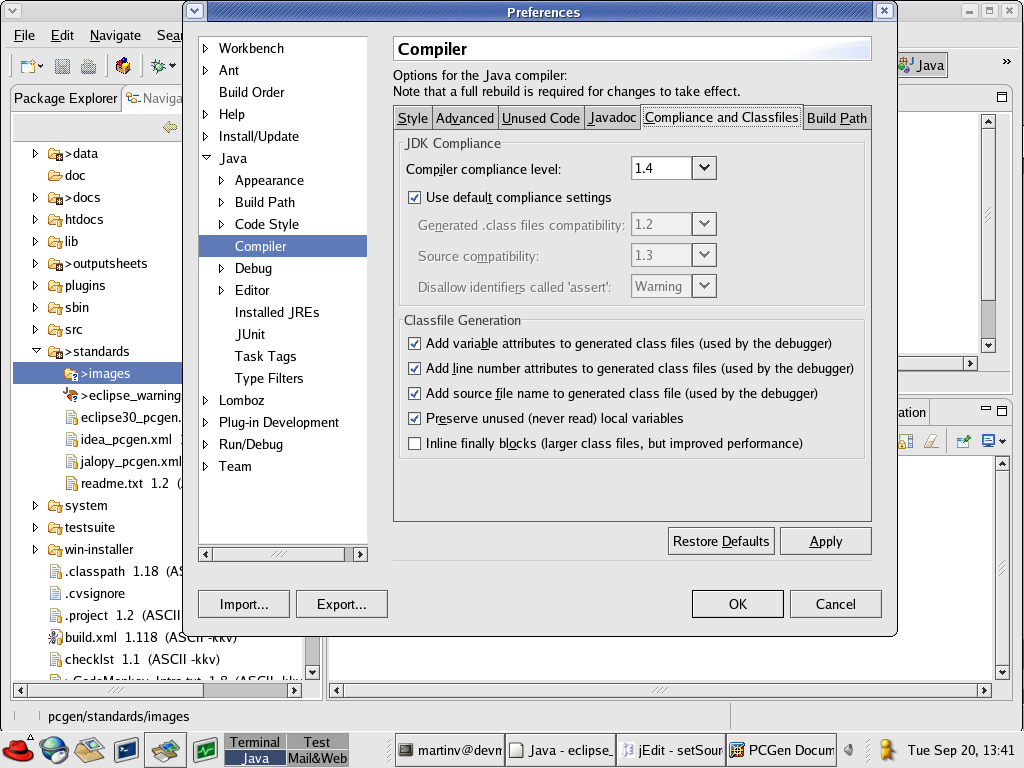 Preferences
File Edit Navigate
Java
»
Package Explorer
>data
doc
>docs
htdocs
lib
>outputsheets
plugins
sbin
src
>standards
>images
>eclipse_warning
eclipse30_pcgen.
idea_pcgen.xml 1
jalopy_pcgen.xml
readme.txt 1.2 (
system
testsuite
win-installer
.classpath 1.18 (AS
.cvsignore
.project 1.2 (ASCII
build.xml 1.118 (ASCII -kkv)
checklst 1.1 (ASCII -kkv)
Workbench
Ant
Build Order
Help
Install/Update
Java
Appearance
Build Path
Code Style
Compiler
Debug
Editor
Installed JREs
JUnit
Task Tags
Type Filters
Lomboz
Plug-in Development
Run/Debug
Team
Compiler
Options for the Java compiler:
Note that a full rebuild is required for changes to take effect.
Style Advanced Unused Code Javadoc Compliance and Classfiles Build Path
JDK Compliance
Compiler compliance level: 1.4
Use default compliance settings
Generated .class files compatibility: 1.2
Source compatibility: 1.3
Disallow identifiers called 'assert': Warning
Classfile Generation
Add variable attributes to generated class files (used by the debugger)
Add line number attributes to generated class files (used by the debugger)
Add source file name to generated class file (used by the debugger)
Preserve unused (never read) local variables
Inline finally blocks (larger class files, but improved performance)
Restore Defaults Apply
Import... Export... OK Cancel
pcgen/standards/images
Terminal Test
Java Mail&Web
martinv@devm
Java - eclipse_
jEdit - setSour
PCGen Docum
Tue Sep 20, 13:41